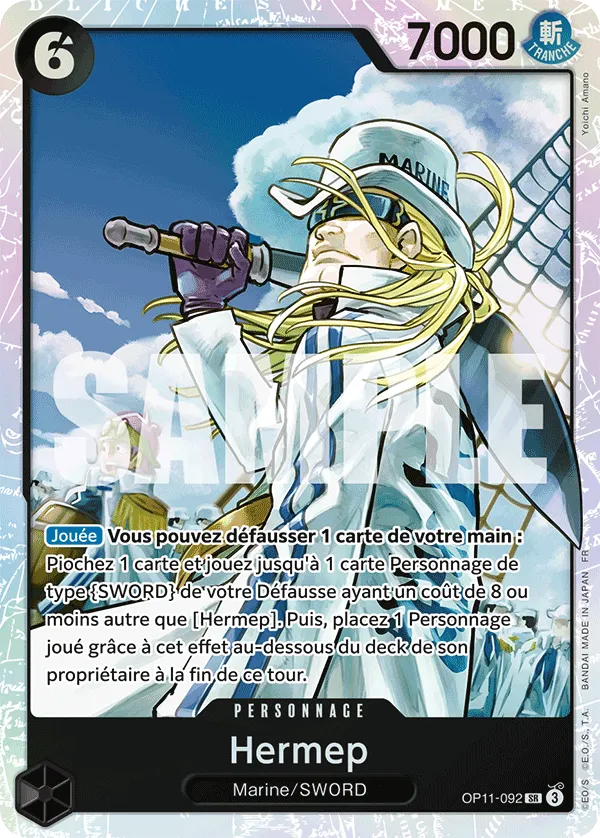 6
7000
斬
TRANCHE
Yoichi Amano
MARINE
SAMPLE
Jouée Vous pouvez défausser 1 carte de votre main :
Piochez 1 carte et jouez jusqu'à 1 carte Personnage de
type {SWORD} de votre Défausse ayant un coût de 8 ou
moins autre que [Hermep]. Puis, placez 1 Personnage
joué grâce à cet effet au-dessous du deck de son
propriétaire à la fin de ce tour.
©E.O./S., T.A. BANDAI MADE IN JAPAN FR
©EO/S
PERSONNAGE
Hermep
Marine/SWORD
OP11-092 SR 3